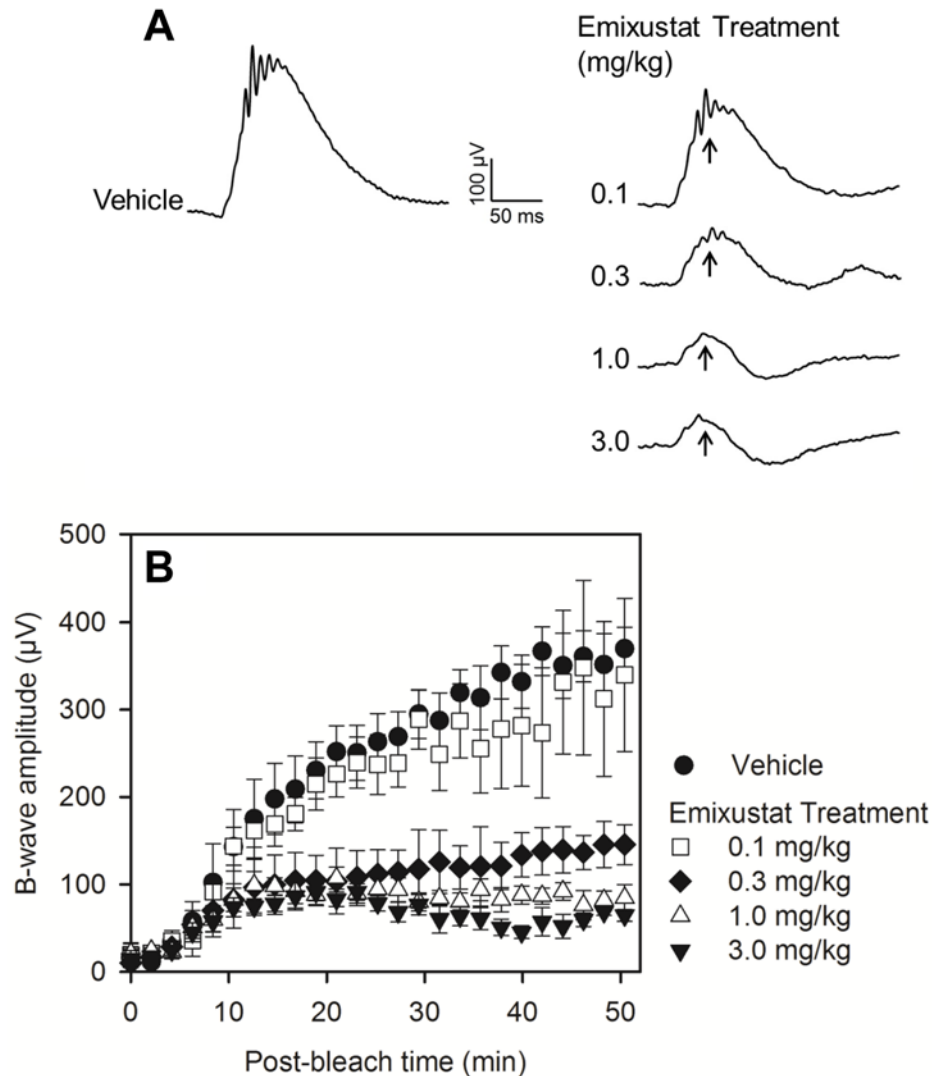 A
Emixustat Treatment
(mg/kg)
Vehicle
100 µV
50 ms
0.1
0.3
1.0
3.0
B
B-wave amplitude (µV)
500
400
300
200
100
0
0 10 20 30 40 50
Post-bleach time (min)
Vehicle
Emixustat Treatment
0.1 mg/kg
0.3 mg/kg
1.0 mg/kg
3.0 mg/kg